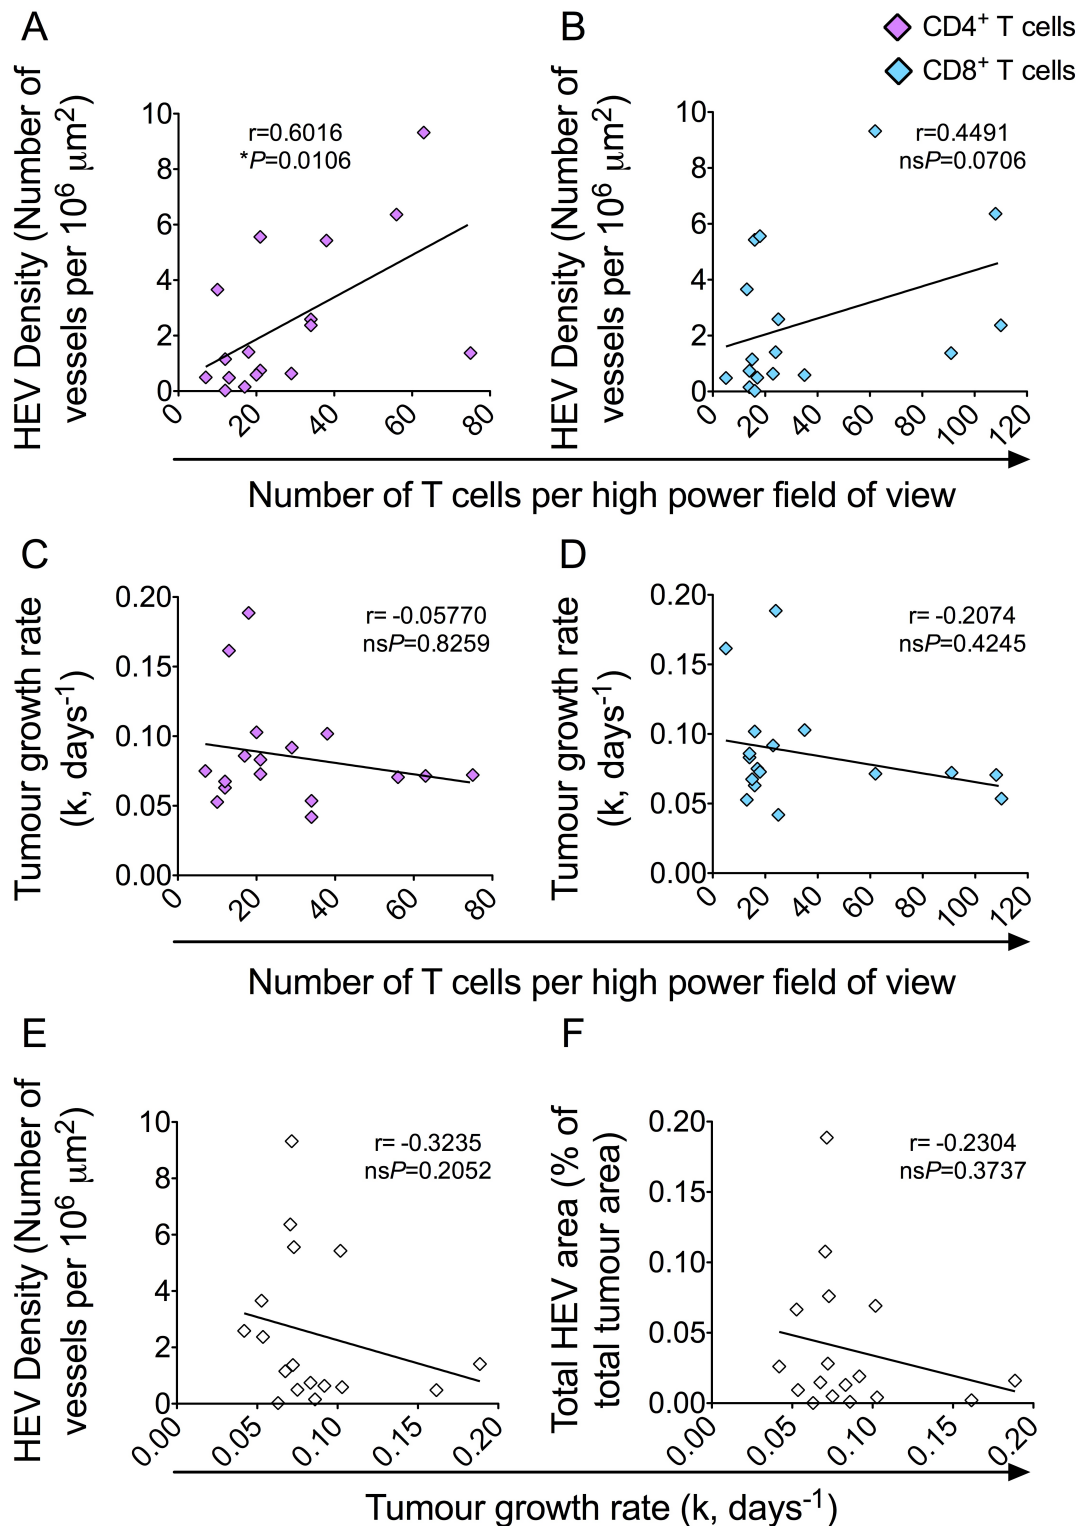 A
B
CD4⁺ T cells
CD8⁺ T cells
HEV Density (Number of
vessels per 10⁶ μm²)
10
8
6
4
2
0
r=0.6016
*P=0.0106
0 20 40 60 80
HEV Density (Number of
vessels per 10⁶ μm²)
10
8
6
4
2
0
r=0.4491
nsP=0.0706
0 20 40 60 80 100 120
Number of T cells per high power field of view
C
D
Tumour growth rate
(k, days⁻¹)
0.20
0.15
0.10
0.05
0.00
r= -0.05770
nsP=0.8259
0 20 40 60 80
Tumour growth rate
(k, days⁻¹)
0.20
0.15
0.10
0.05
0.00
r= -0.2074
nsP=0.4245
0 20 40 60 80 100 120
Number of T cells per high power field of view
E
F
HEV Density (Number of
vessels per 10⁶ μm²)
10
8
6
4
2
0
r= -0.3235
nsP=0.2052
0.00 0.05 0.10 0.15 0.20
Total HEV area (% of
total tumour area)
0.20
0.15
0.10
0.05
0.00
r= -0.2304
nsP=0.3737
0.00 0.05 0.10 0.15 0.20
Tumour growth rate (k, days⁻¹)